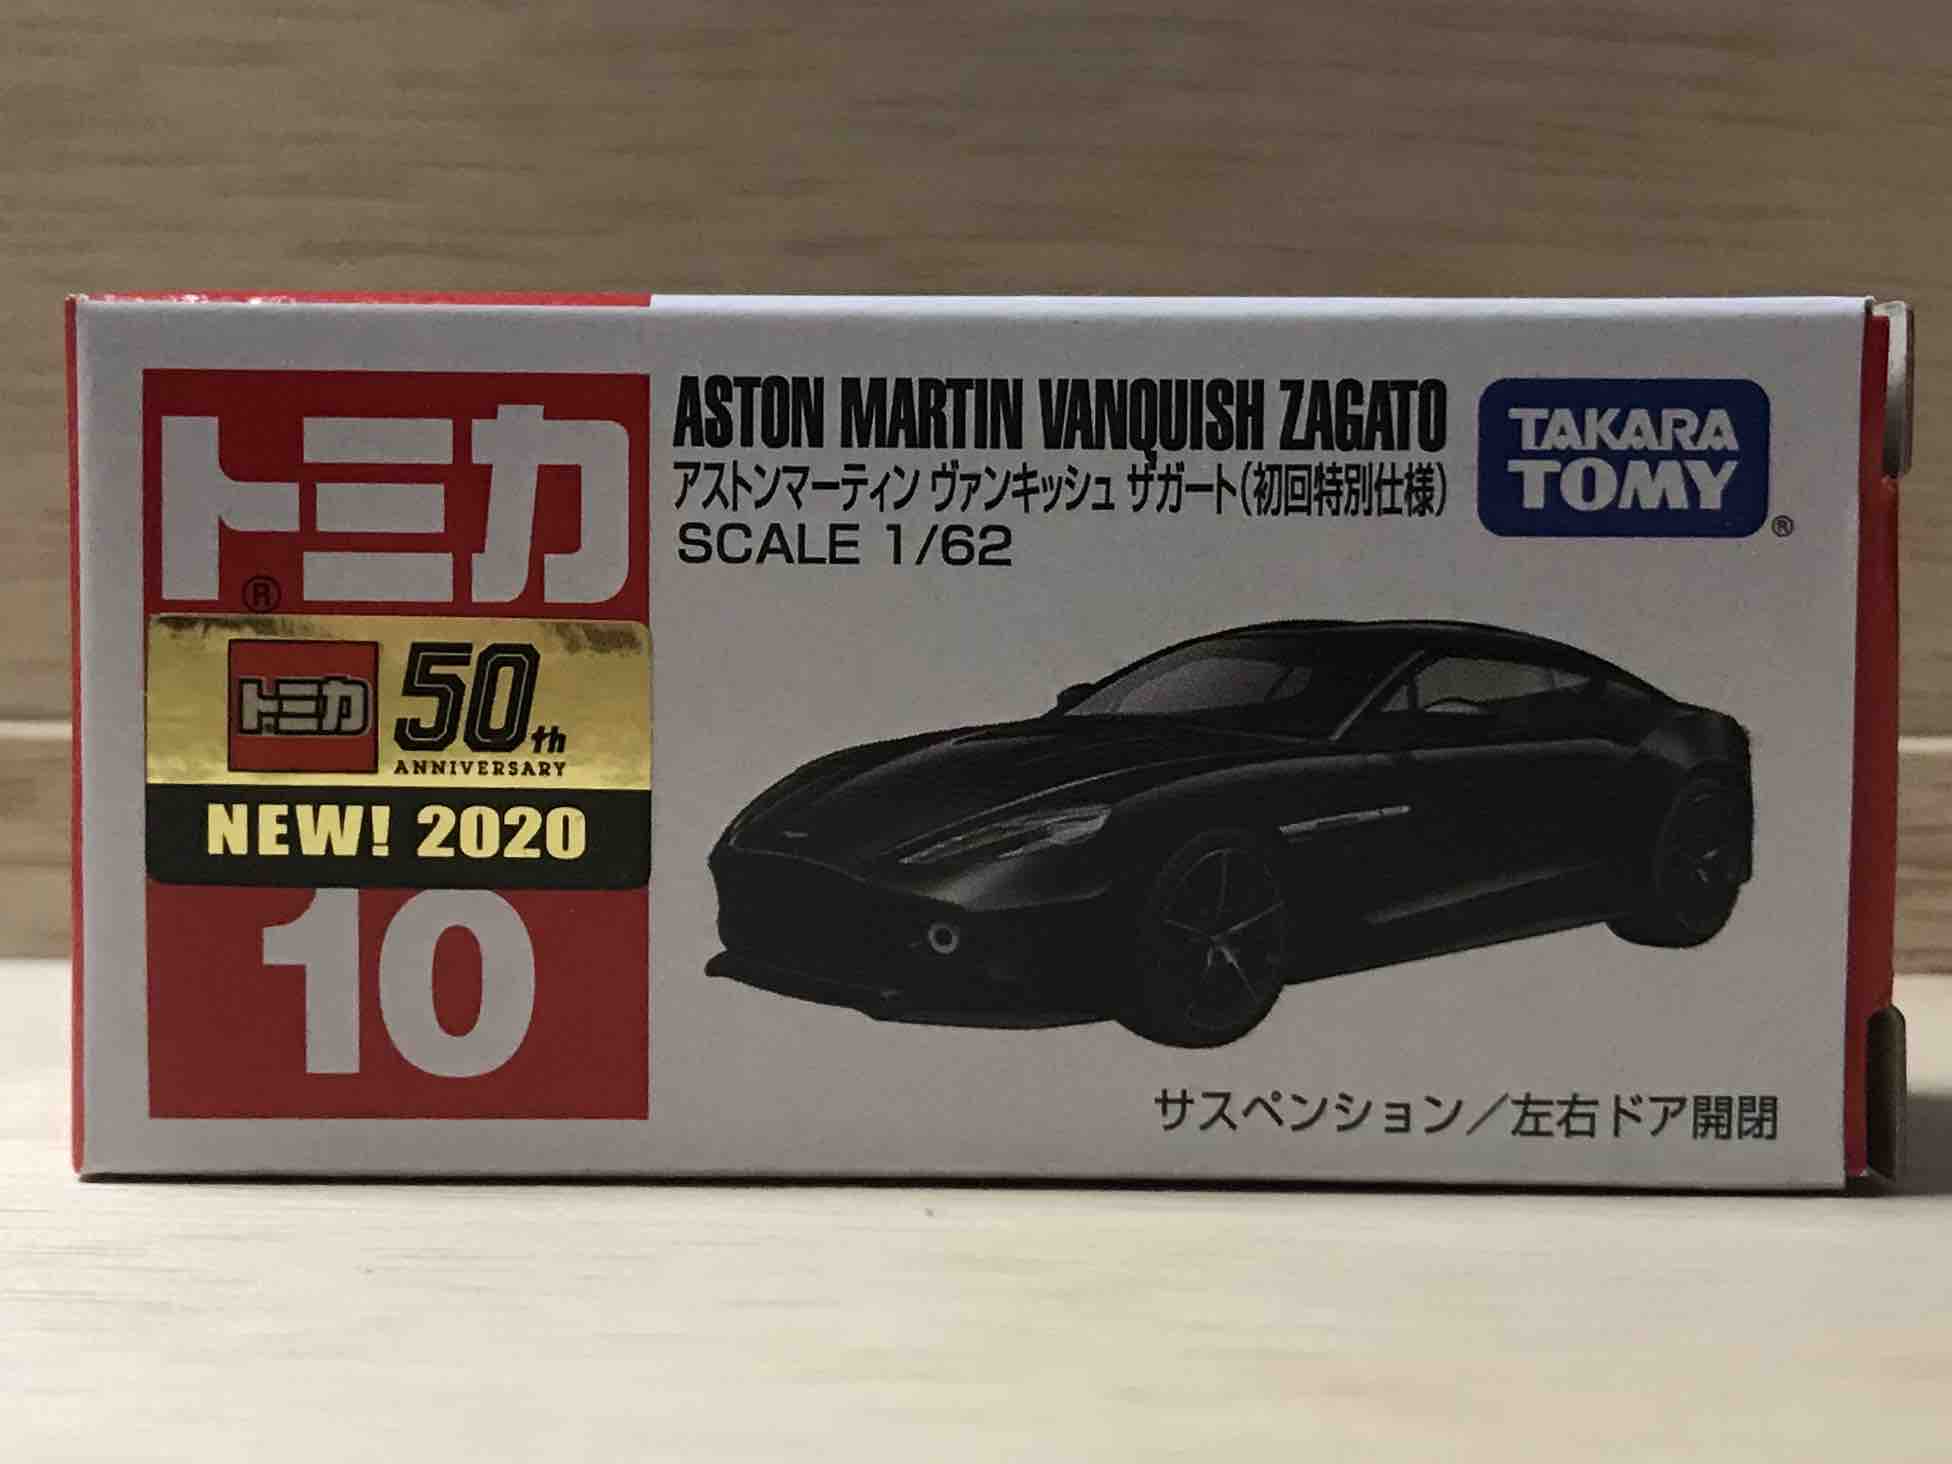 トミカ
®
トミカ
50th
ANNIVERSARY
NEW! 2020
10
ASTON MARTIN VANQUISH ZAGATO
アストンマーティン ヴァンキッシュ ザガート(初回特別仕様)
SCALE 1/62
TAKARA
TOMY
®
サスペンション/左右ドア開閉